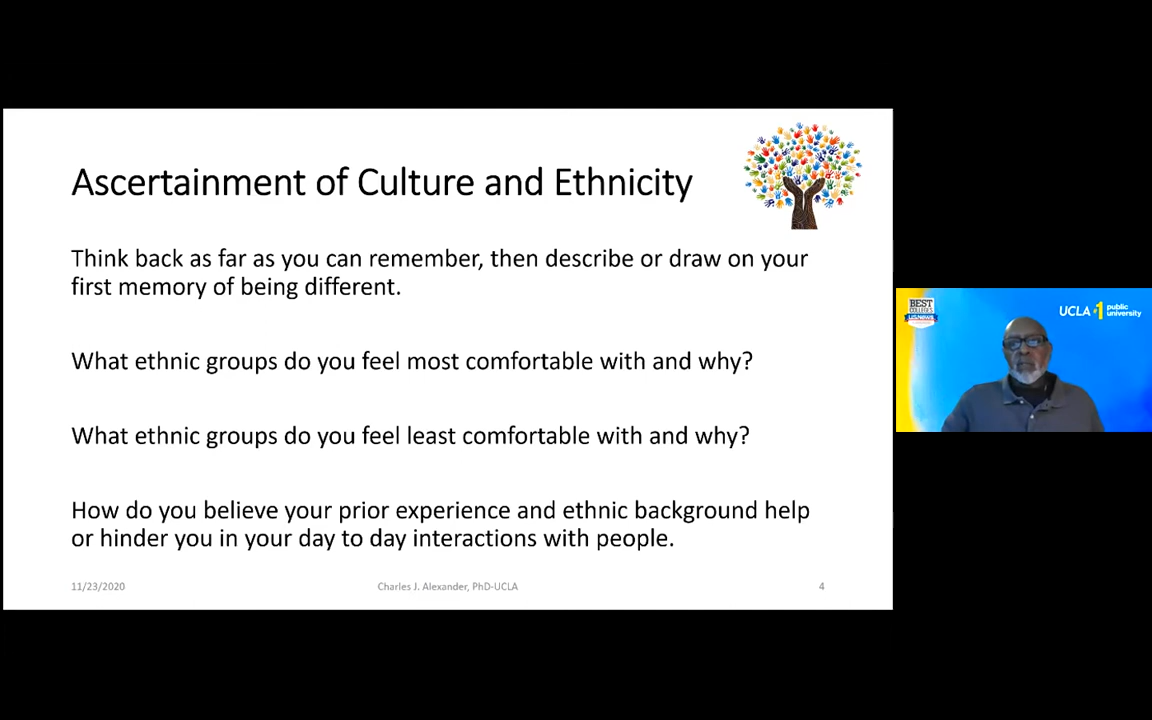 Ascertainment of Culture and Ethnicity
Think back as far as you can remember, then describe or draw on your
first memory of being different.
What ethnic groups do you feel most comfortable with and why?
What ethnic groups do you feel least comfortable with and why?
How do you believe your prior experience and ethnic background help
or hinder you in your day to day interactions with people.
11/23/2020
Charles J. Alexander, PhD-UCLA
4
BEST
COLLEGES
U.S.News
UCLA #1 public
university